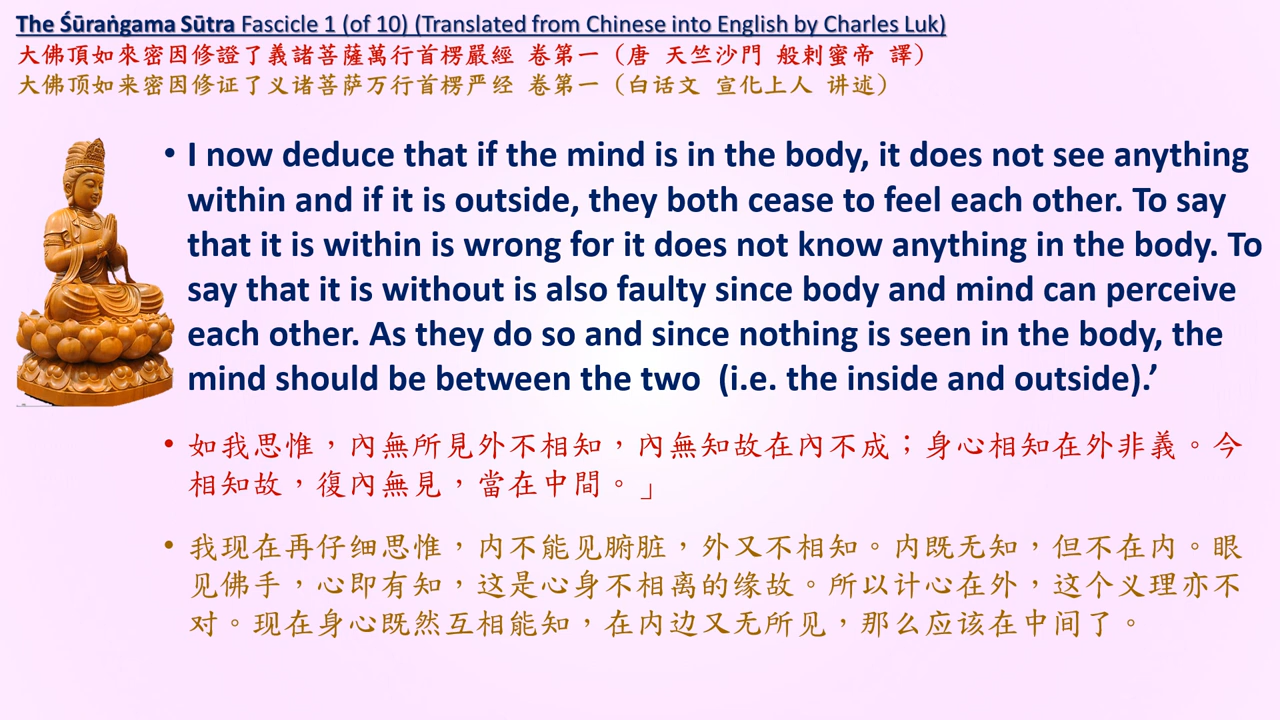 The Śūraṅgama Sūtra Fascicle 1 (of 10) (Translated from Chinese into English by Charles Luk)
大佛頂如來密因修證了義諸菩薩萬行首楞嚴經 卷第一（唐 天竺沙門 般剌蜜帝 譯）
大佛顶如来密因修证了义诸菩萨万行首楞严经 卷第一（白话文 宣化上人 讲述）
• I now deduce that if the mind is in the body, it does not see anything
within and if it is outside, they both cease to feel each other. To say
that it is within is wrong for it does not know anything in the body. To
say that it is without is also faulty since body and mind can perceive
each other. As they do so and since nothing is seen in the body, the
mind should be between the two (i.e. the inside and outside).’
• 如我思惟，內無所見外不相知，內無知故在內不成；身心相知在外非義。今
相知故，復內無見，當在中間。」
• 我现在再仔细思惟，内不能见腑脏，外又不相知。内既无知，但不在内。眼
见佛手，心即有知，这是心身不相离的缘故。所以计心在外，这个义理亦不
对。现在身心既然互相能知，在内边又无所见，那么应该在中间了。